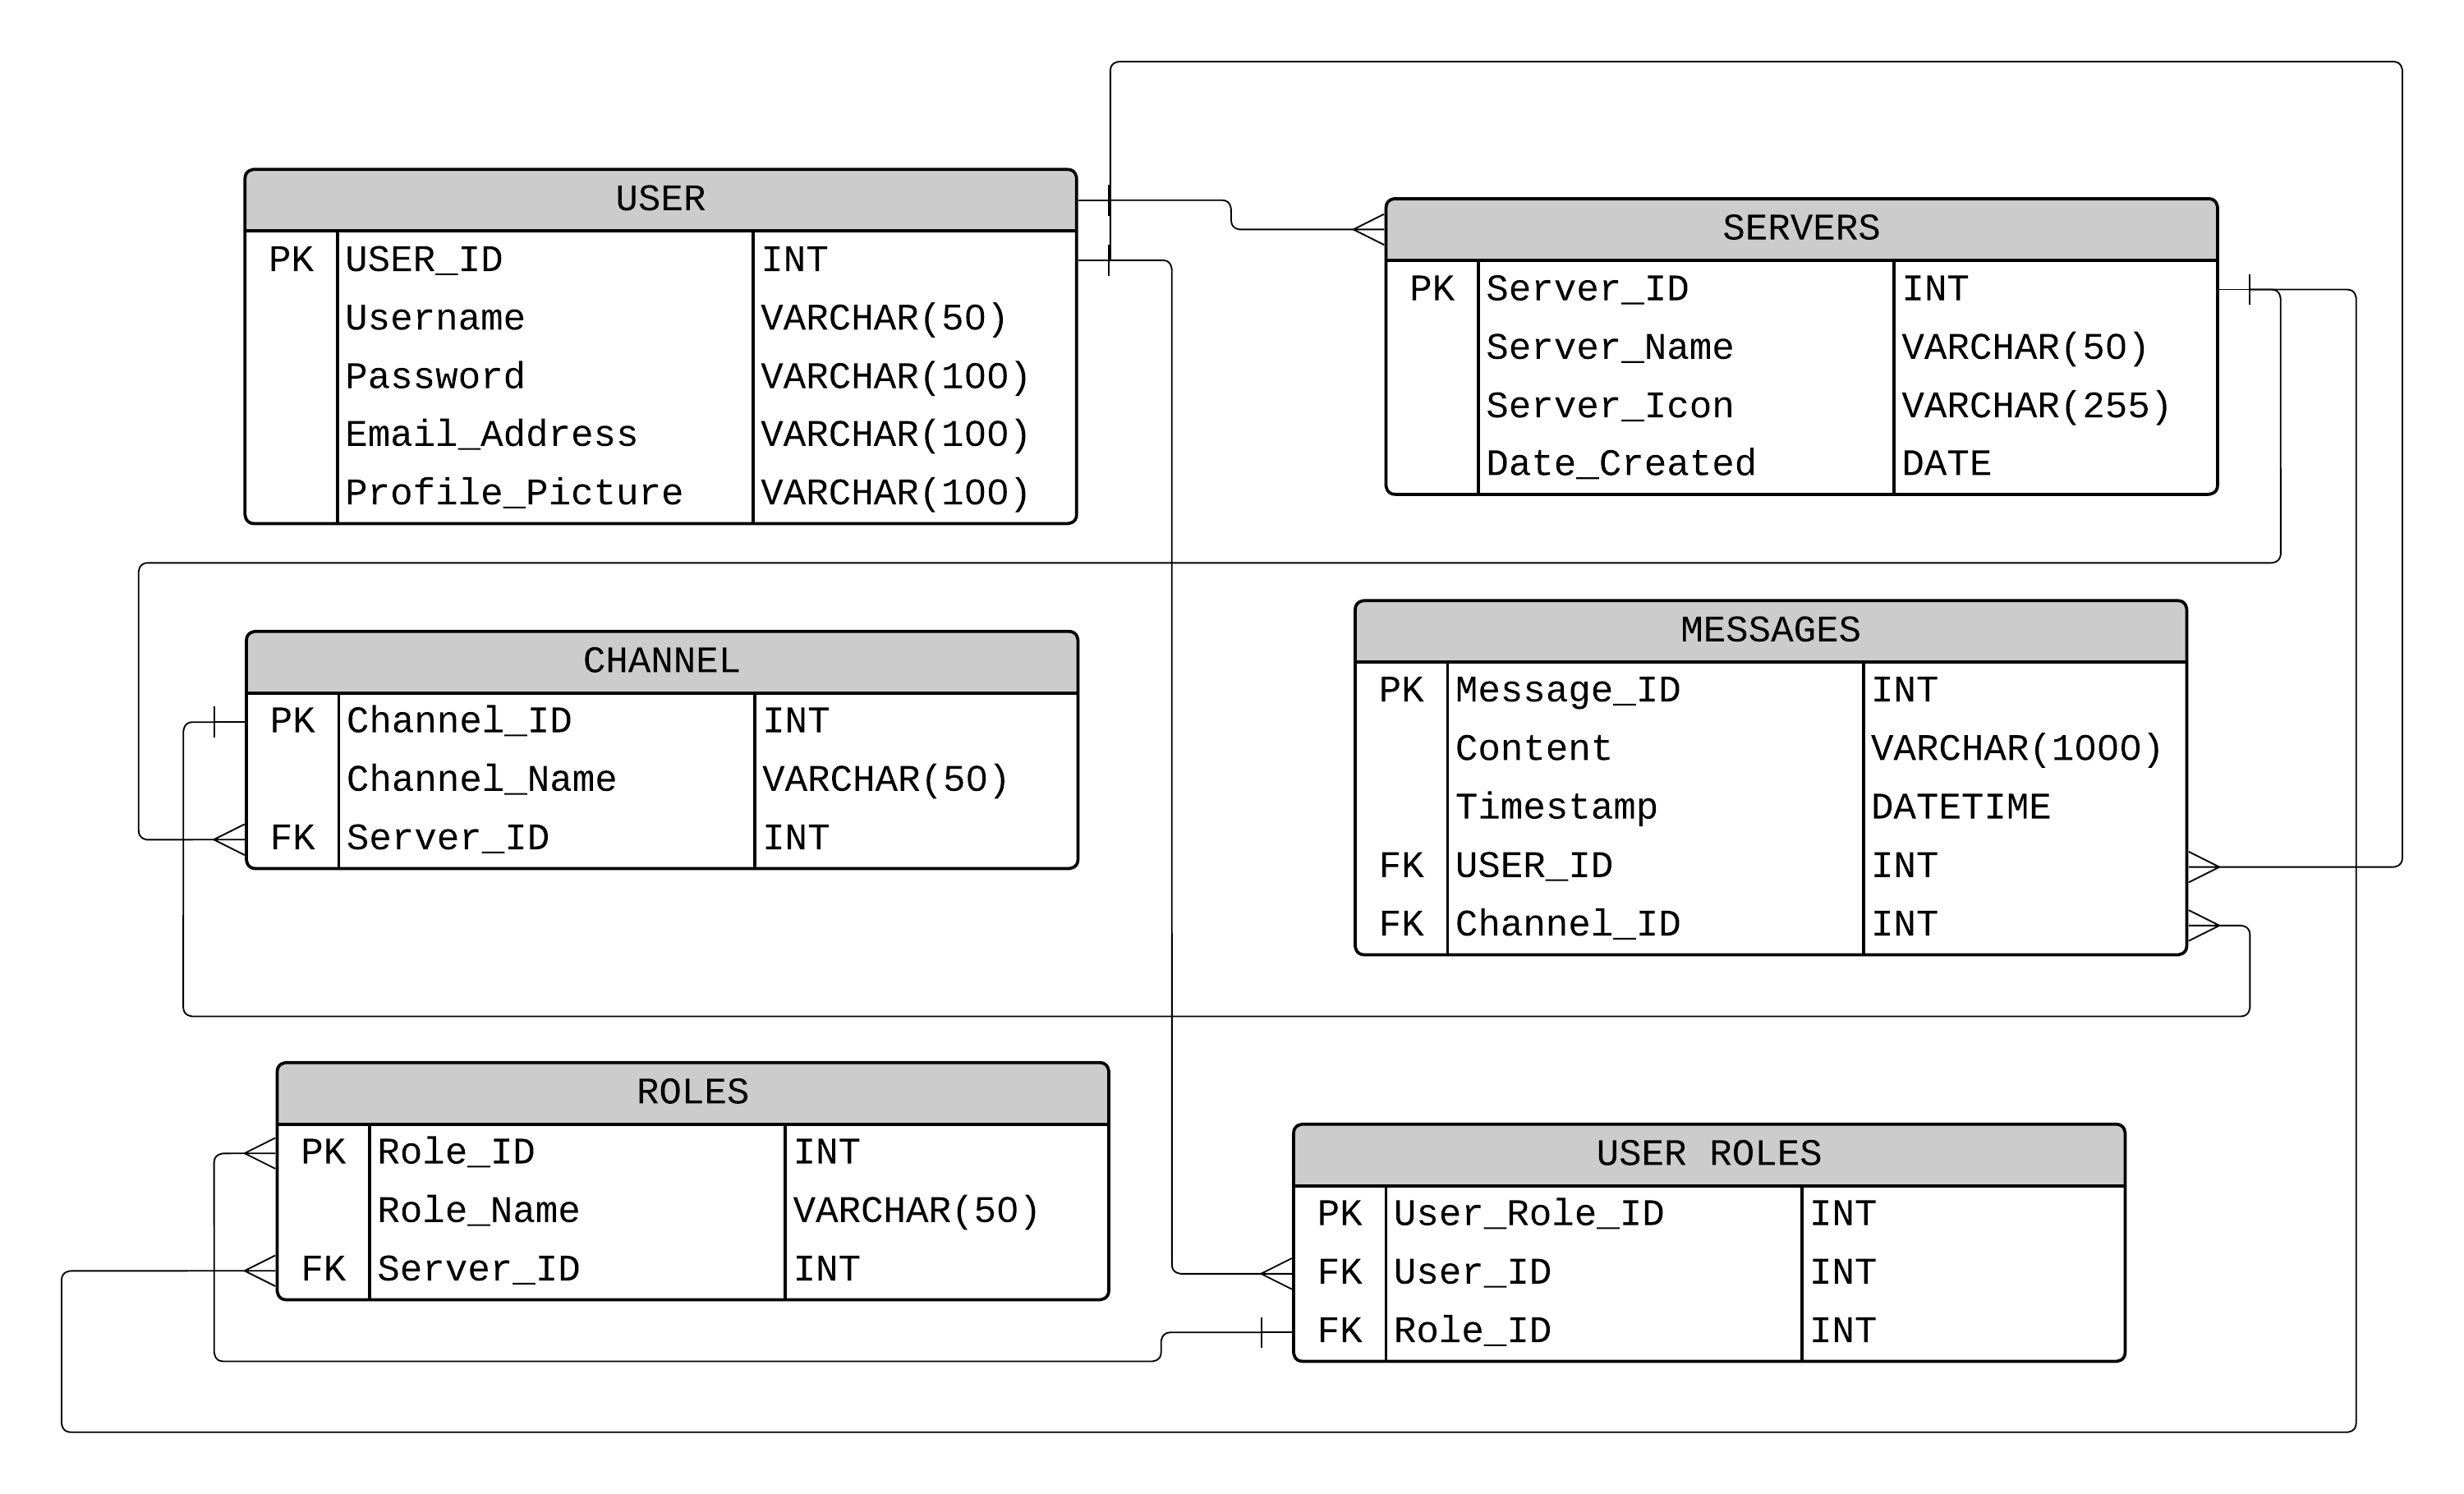 USER
PK USER_ID INT
Username VARCHAR(50)
Password VARCHAR(100)
Email_Address VARCHAR(100)
Profile_Picture VARCHAR(100)
SERVERS
PK Server_ID INT
Server_Name VARCHAR(50)
Server_Icon VARCHAR(255)
Date_Created DATE
CHANNEL
PK Channel_ID INT
Channel_Name VARCHAR(50)
FK Server_ID INT
MESSAGES
PK Message_ID INT
Content VARCHAR(1000)
Timestamp DATETIME
FK USER_ID INT
FK Channel_ID INT
ROLES
PK Role_ID INT
Role_Name VARCHAR(50)
FK Server_ID INT
USER ROLES
PK User_Role_ID INT
FK User_ID INT
FK Role_ID INT